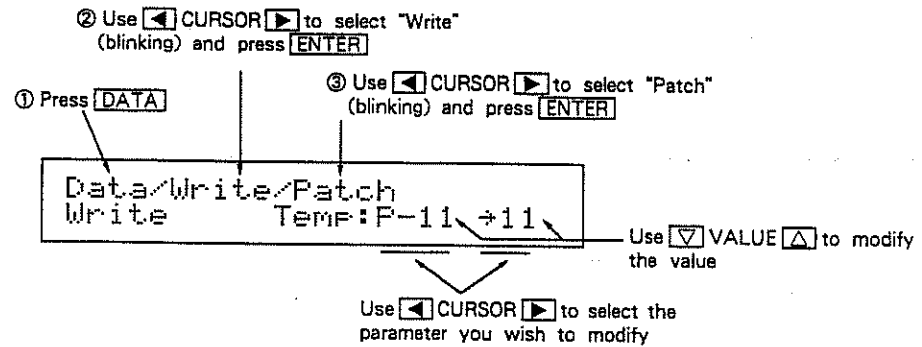 ② Use ◀ CURSOR ▶ to select "Write"
(blinking) and press ENTER
③ Use ◀ CURSOR ▶ to select "Patch"
(blinking) and press ENTER
① Press DATA
Data/Write/Patch
Write Temp:P-11 →11
Use ▽ VALUE △ to modify
the value
Use ◀ CURSOR ▶ to select the
parameter you wish to modify